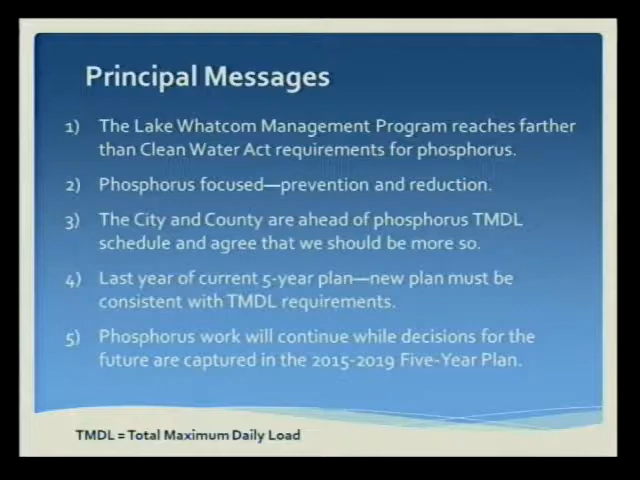 Principal Messages
1) The Lake Whatcom Management Program reaches farther
than Clean Water Act requirements for phosphorus.
2) Phosphorus focused—prevention and reduction.
3) The City and County are ahead of phosphorus TMDL
schedule and agree that we should be more so.
4) Last year of current 5-year plan—new plan must be
consistent with TMDL requirements.
5) Phosphorus work will continue while decisions for the
future are captured in the 2015-2019 Five-Year Plan.
TMDL = Total Maximum Daily Load